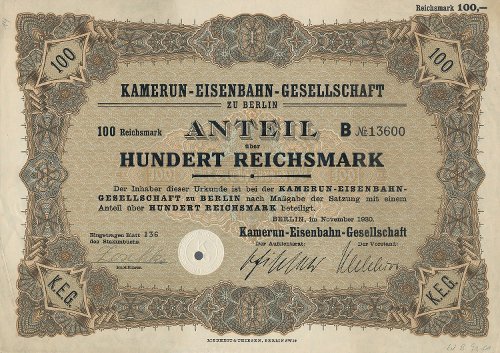 Reichsmark 100,—
100
100
KAMERUN-EISENBAHN-GESELLSCHAFT
ZU BERLIN
100 Reichsmark ANTEIL B №13600
über
HUNDERT REICHSMARK
Der Inhaber dieser Urkunde ist bei der KAMERUN-EISENBAHN-
GESELLSCHAFT zu BERLIN nach Maßgabe der Satzung mit einem
Anteil über HUNDERT REICHSMARK beteiligt.
BERLIN, im November 1930.
Eingetragen Blatt 136
des Stammbuchs.
Kamerun-Eisenbahn-Gesellschaft
Der Aufsichtsrat: Der Vorstand:
K.E.G.
K.E.G.